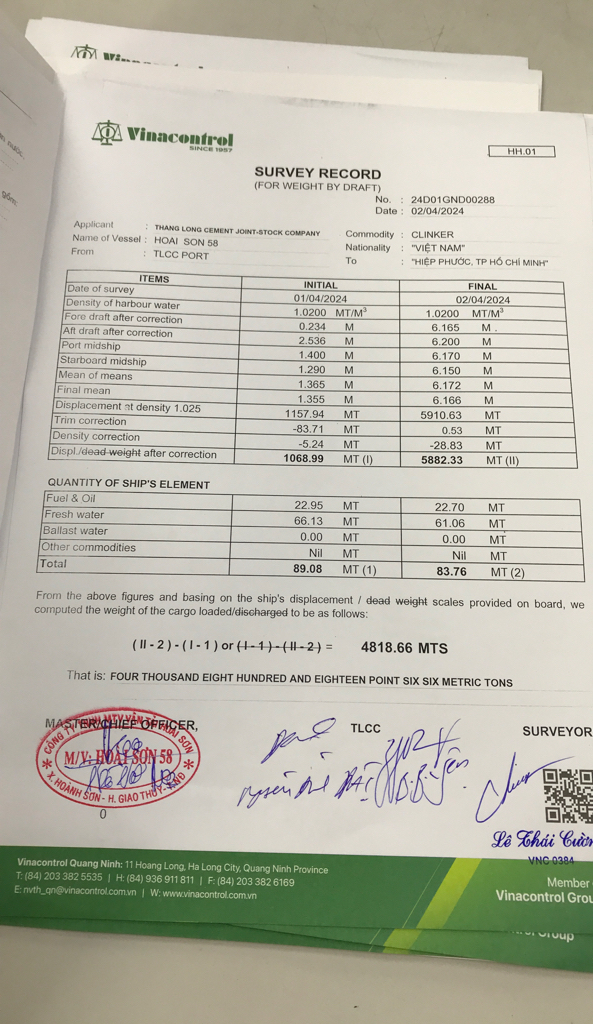 Vinacontrol
Vinacontrol
SINCE 1957
HH.01
SURVEY RECORD
(FOR WEIGHT BY DRAFT)
No. : 24D01GND00288
Date : 02/04/2024
Applicant : THANG LONG CEMENT JOINT-STOCK COMPANY Commodity : CLINKER
Name of Vessel : HOAI SON 58 Nationality : "VIỆT NAM"
From : TLCC PORT To : "HIỆP PHƯỚC, TP HỒ CHÍ MINH"
ITEMS INITIAL FINAL
Date of survey 01/04/2024 02/04/2024
Density of harbour water 1.0200 MT/M³ 1.0200 MT/M³
Fore draft after correction 0.234 M 6.165 M .
Aft draft after correction 2.536 M 6.200 M
Port midship 1.400 M 6.170 M
Starboard midship 1.290 M 6.150 M
Mean of means 1.365 M 6.172 M
Final mean 1.355 M 6.166 M
Displacement at density 1.025 1157.94 MT 5910.63 MT
Trim correction -83.71 MT 0.53 MT
Density correction -5.24 MT -28.83 MT
Displ./dead weight after correction 1068.99 MT (I) 5882.33 MT (II)
QUANTITY OF SHIP'S ELEMENT
Fuel & Oil 22.95 MT 22.70 MT
Fresh water 66.13 MT 61.06 MT
Ballast water 0.00 MT 0.00 MT
Other commodities Nil MT Nil MT
Total 89.08 MT (1) 83.76 MT (2)
From the above figures and basing on the ship's displacement / dead weight scales provided on board, we
computed the weight of the cargo loaded/discharged to be as follows:
(II - 2) - (I - 1) or (I - 1) - (II - 2) = 4818.66 MTS
That is: FOUR THOUSAND EIGHT HUNDRED AND EIGHTEEN POINT SIX SIX METRIC TONS
MASTER/CHIEF OFFICER, TLCC SURVEYOR
M/V: HOAI SON 58
X. HOÀNH SƠN - H. GIAO THỦY
0
Lê Thái Cườn
VNC 0384
Vinacontrol Quang Ninh: 11 Hoang Long, Ha Long City, Quang Ninh Province
T: (84) 203 382 5535 | H: (84) 936 911 811 | F: (84) 203 382 6169
E: nvth_qn@vinacontrol.com.vn | W: www.vinacontrol.com.vn
Member
Vinacontrol Grou
Group